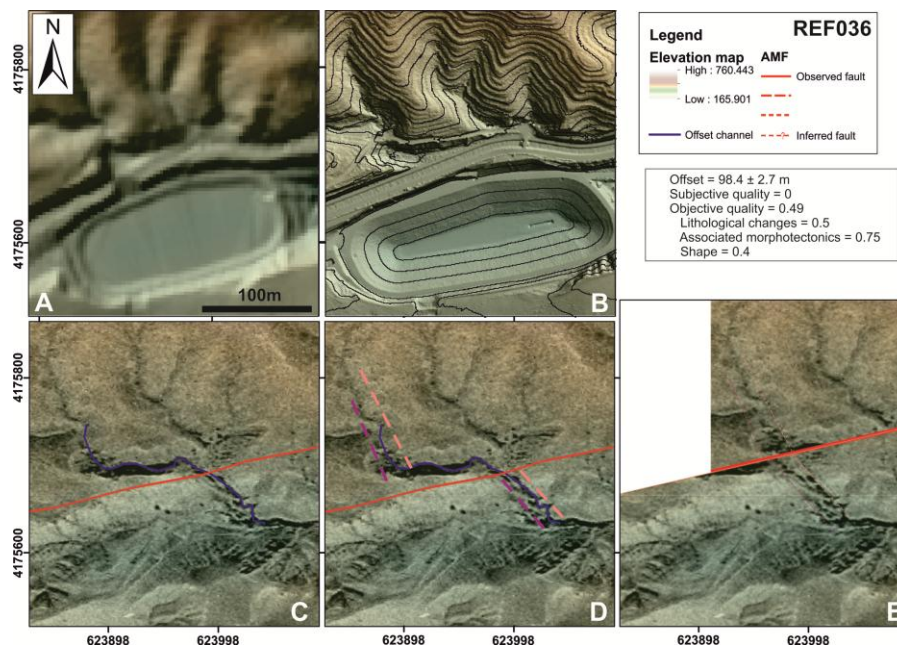 N
A
100m
B
4175800
4175600
Legend
REF036
Elevation map
AMF
High : 760.443
Low : 165.901
Observed fault
Offset channel
Inferred fault
Offset = 98.4 ± 2.7 m
Subjective quality = 0
Objective quality = 0.49
Lithological changes = 0.5
Associated morphotectonics = 0.75
Shape = 0.4
4175800
4175600
C
D
E
623898
623998
623898
623998
623898
623998